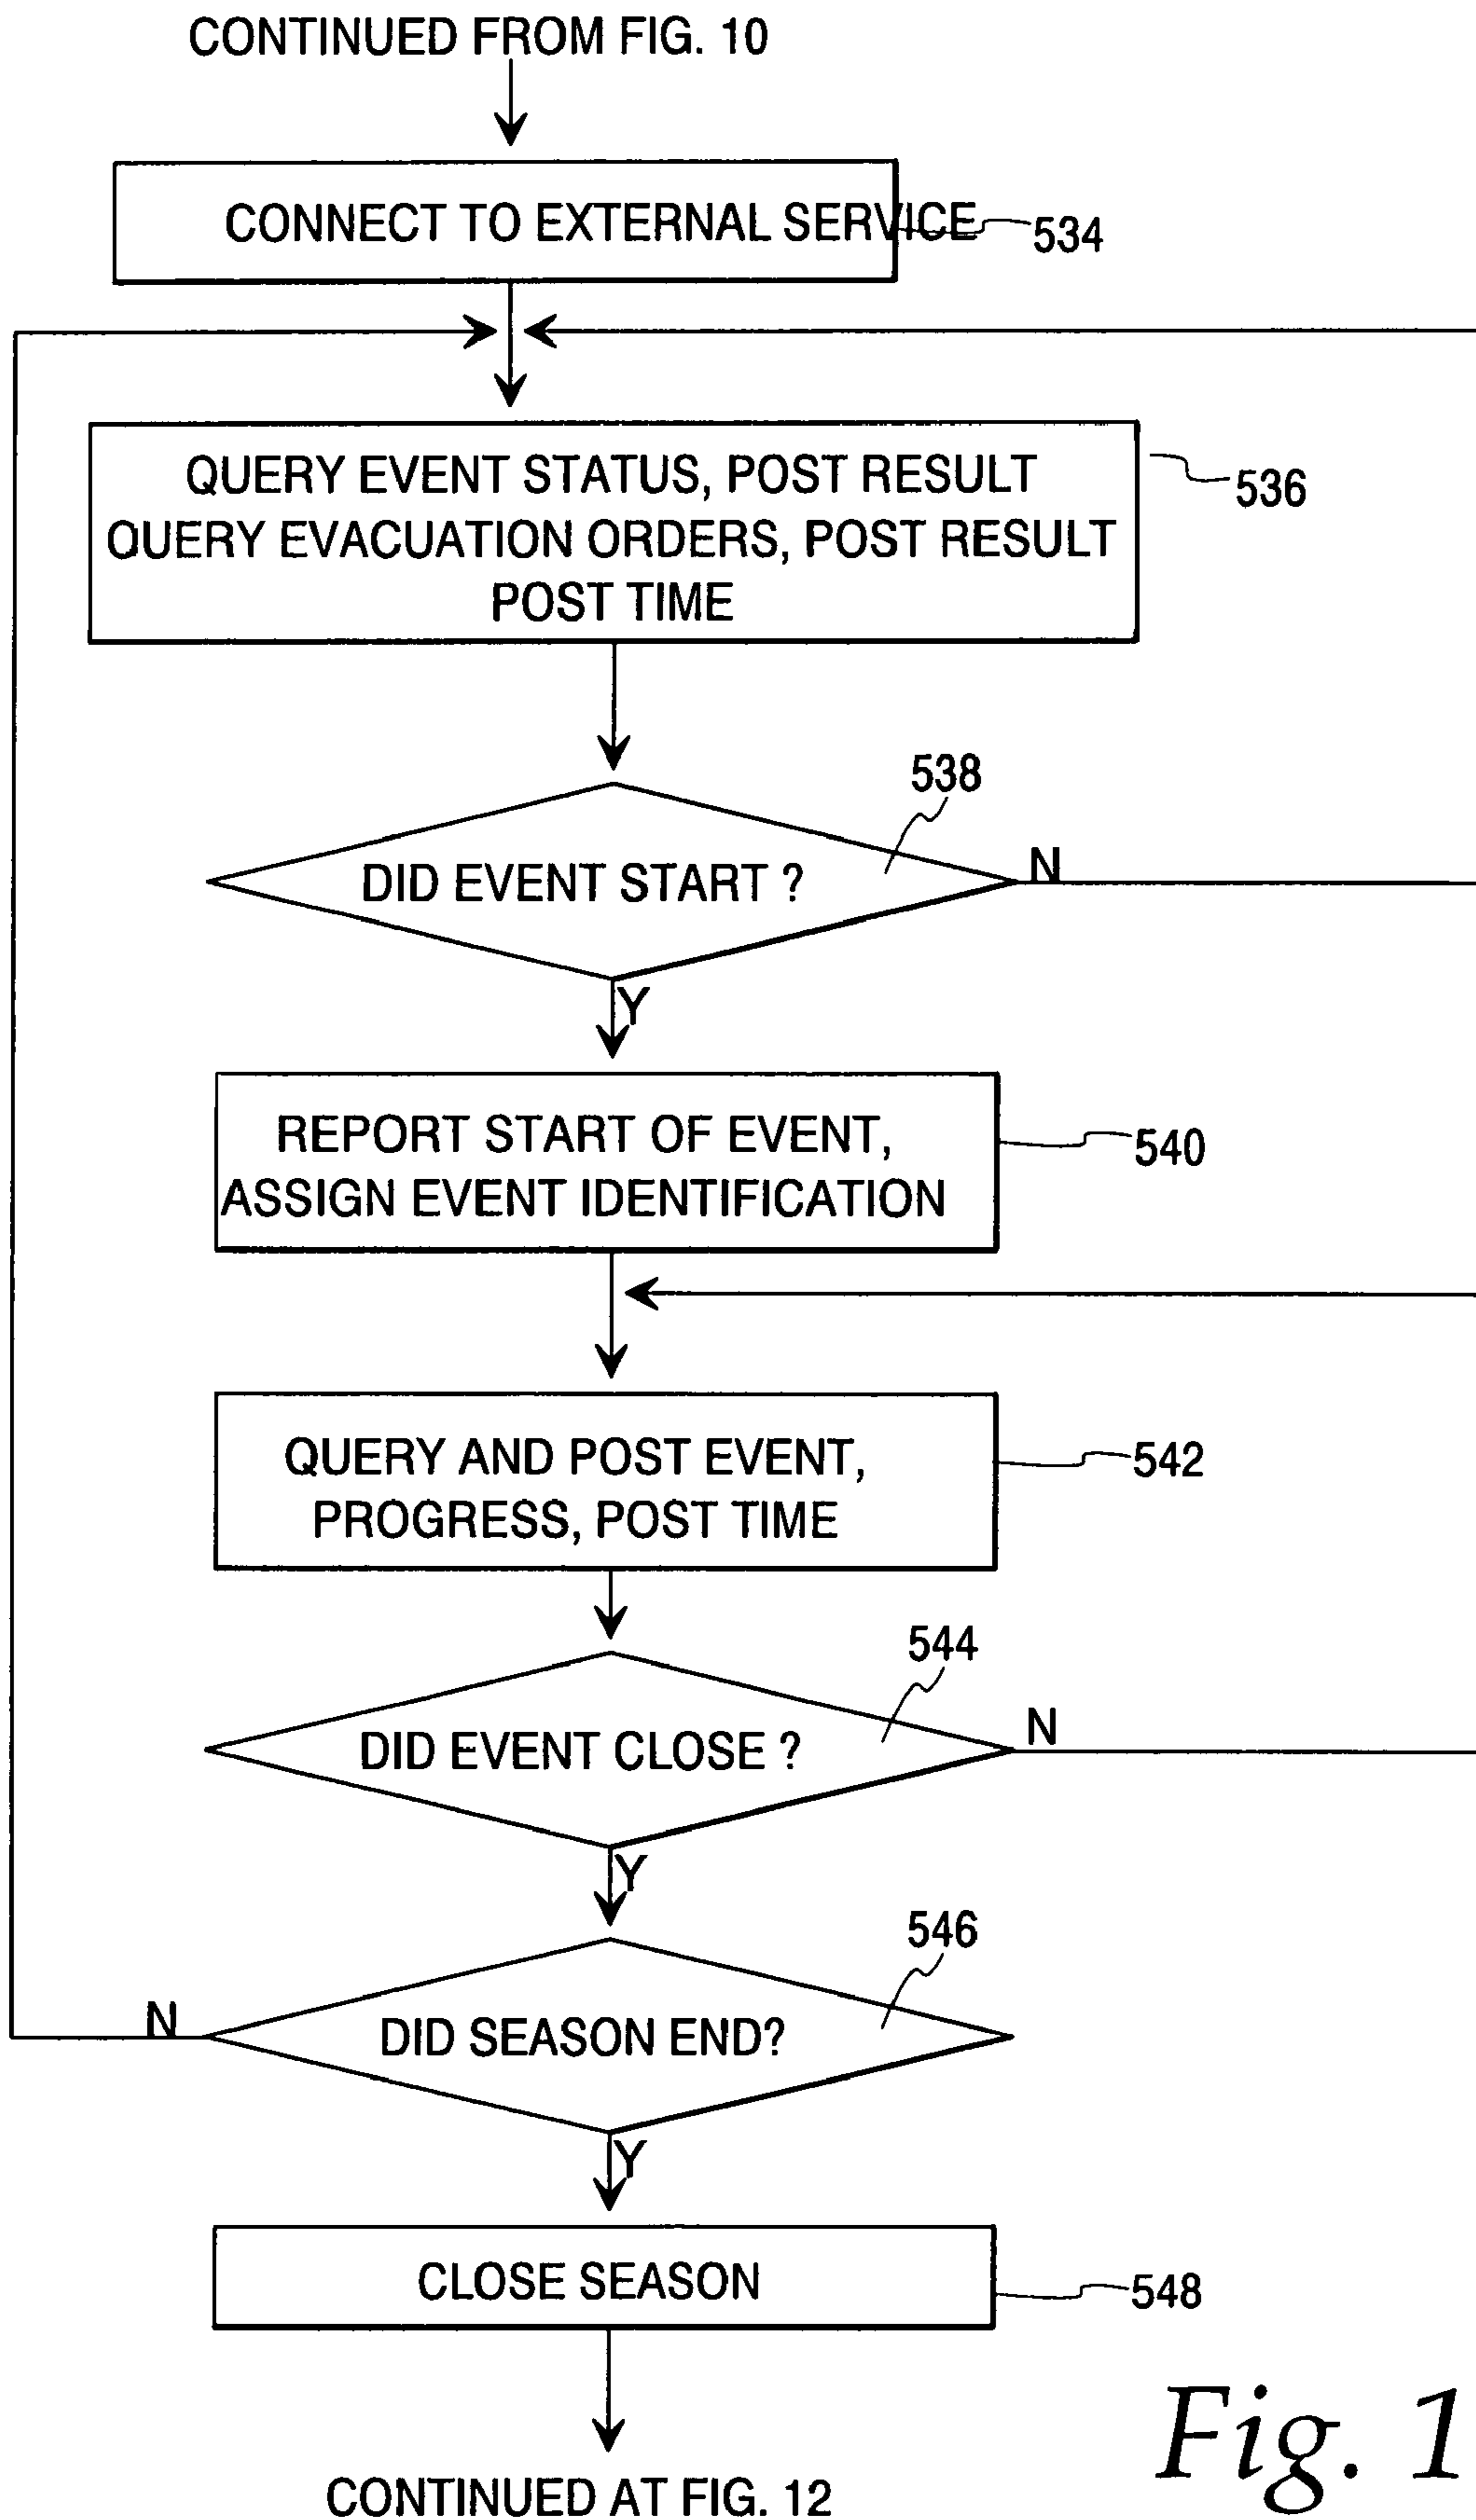 CONTINUED FROM FIG. 10
CONNECT TO EXTERNAL SERVICE
534
QUERY EVENT STATUS, POST RESULT
QUERY EVACUATION ORDERS, POST RESULT
POST TIME
536
538
DID EVENT START ?
N
Y
REPORT START OF EVENT,
ASSIGN EVENT IDENTIFICATION
540
QUERY AND POST EVENT,
PROGRESS, POST TIME
542
544
DID EVENT CLOSE ?
N
Y
546
N
DID SEASON END?
Y
CLOSE SEASON
548
Fig. 1
CONTINUED AT FIG. 12